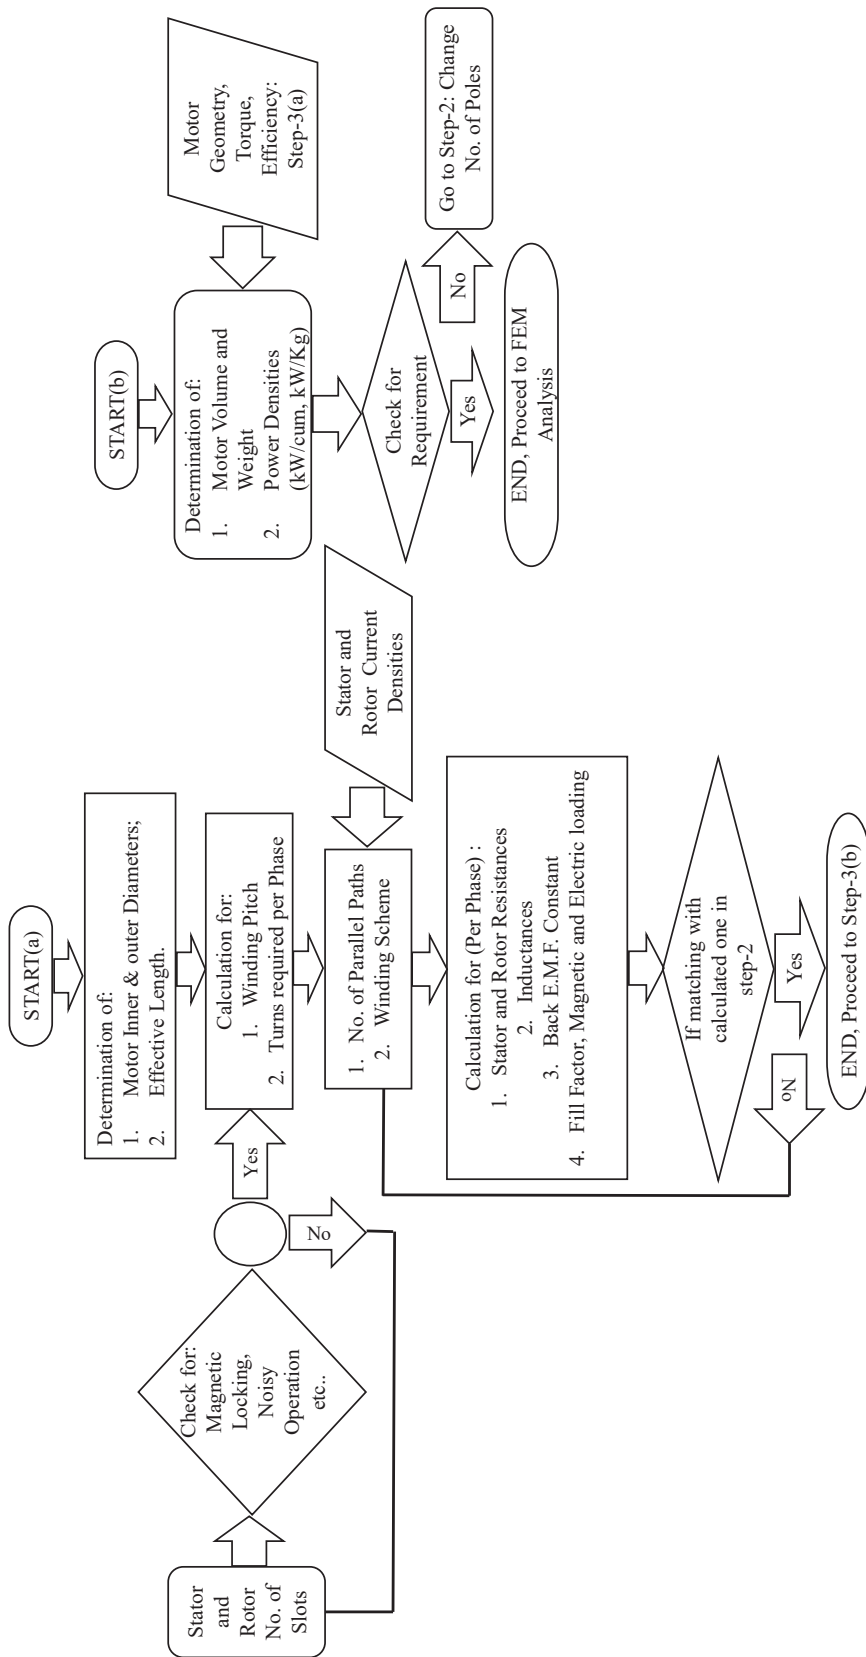 START(a)
Determination of:
1. Motor Inner & outer Diameters;
2. Effective Length.
Stator
and
Rotor
No. of
Slots
Check for:
Magnetic
Locking,
Noisy
Operation
etc..
Yes
No
Calculation for:
1. Winding Pitch
2. Turns required per Phase
Stator and
Rotor Current
Densities
1. No. of Parallel Paths
2. Winding Scheme
Calculation for (Per Phase) :
1. Stator and Rotor Resistances
2. Inductances
3. Back E.M.F. Constant
4. Fill Factor, Magnetic and Electric loading
If matching with
calculated one in
step-2
No
Yes
END, Proceed to Step-3(b)
START(b)
Determination of:
1. Motor Volume and
Weight
2. Power Densities
(kW/cum, kW/Kg)
Motor
Geometry,
Torque,
Efficiency:
Step-3(a)
Check for
Requirement
No
Go to Step-2: Change
No. of Poles
Yes
END, Proceed to FEM
Analysis